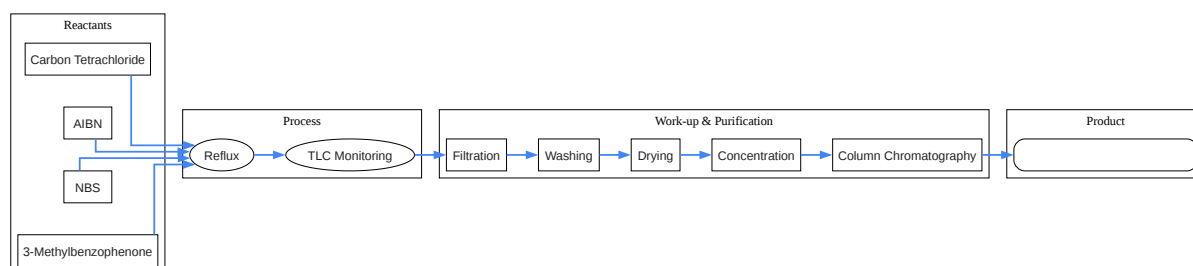 Reactants
Carbon Tetrachloride
AIBN
NBS
3-Methylbenzophenone
Process
Reflux
TLC Monitoring
Work-up & Purification
Filtration
Washing
Drying
Concentration
Column Chromatography
Product